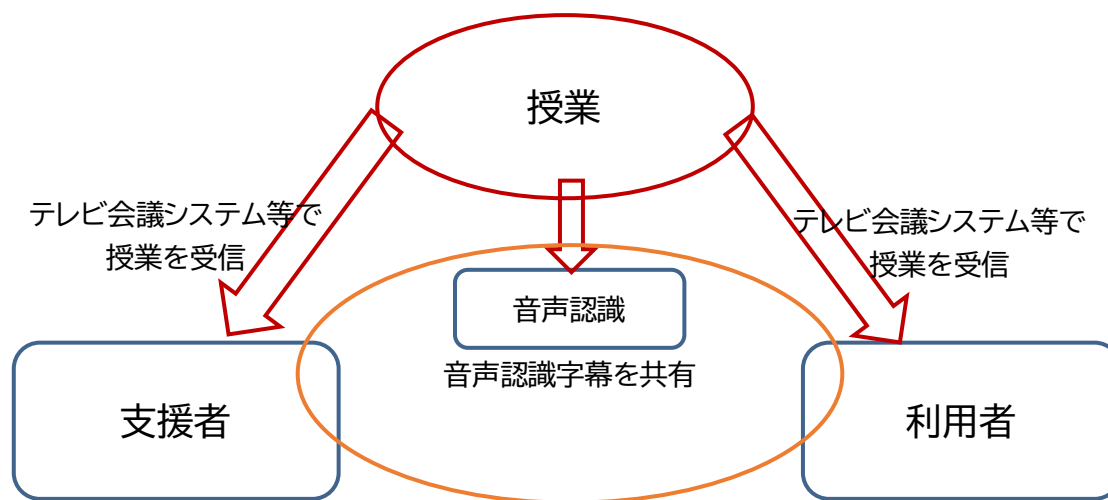 授業
テレビ会議システム等で
授業を受信
テレビ会議システム等で
授業を受信
音声認識
音声認識字幕を共有
支援者
利用者